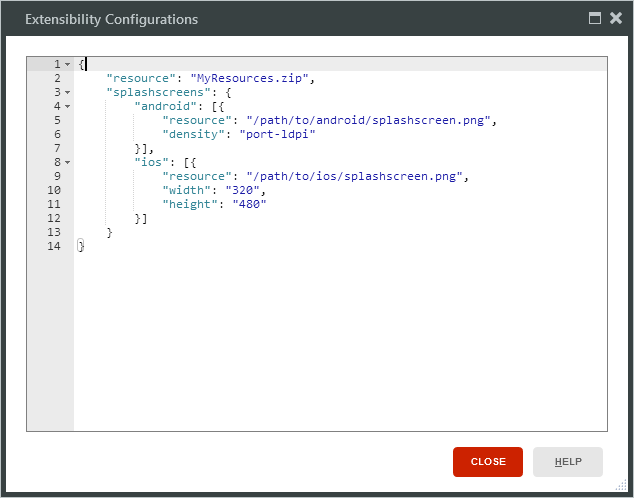 Extensibility Configurations
1 {
2     "resource": "MyResources.zip",
3     "splashscreens": {
4         "android": [{
5             "resource": "/path/to/android/splashscreen.png",
6             "density": "port-ldpi"
7         }],
8         "ios": [{
9             "resource": "/path/to/ios/splashscreen.png",
10             "width": "320",
11             "height": "480"
12         }]
13     }
14 }
CLOSE HELP